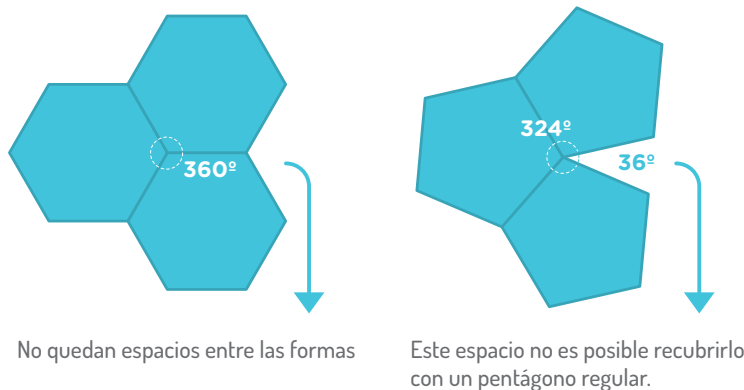 360º
324º
36º
No quedan espacios entre las formas
Este espacio no es posible recubrirlo
con un pentágono regular.